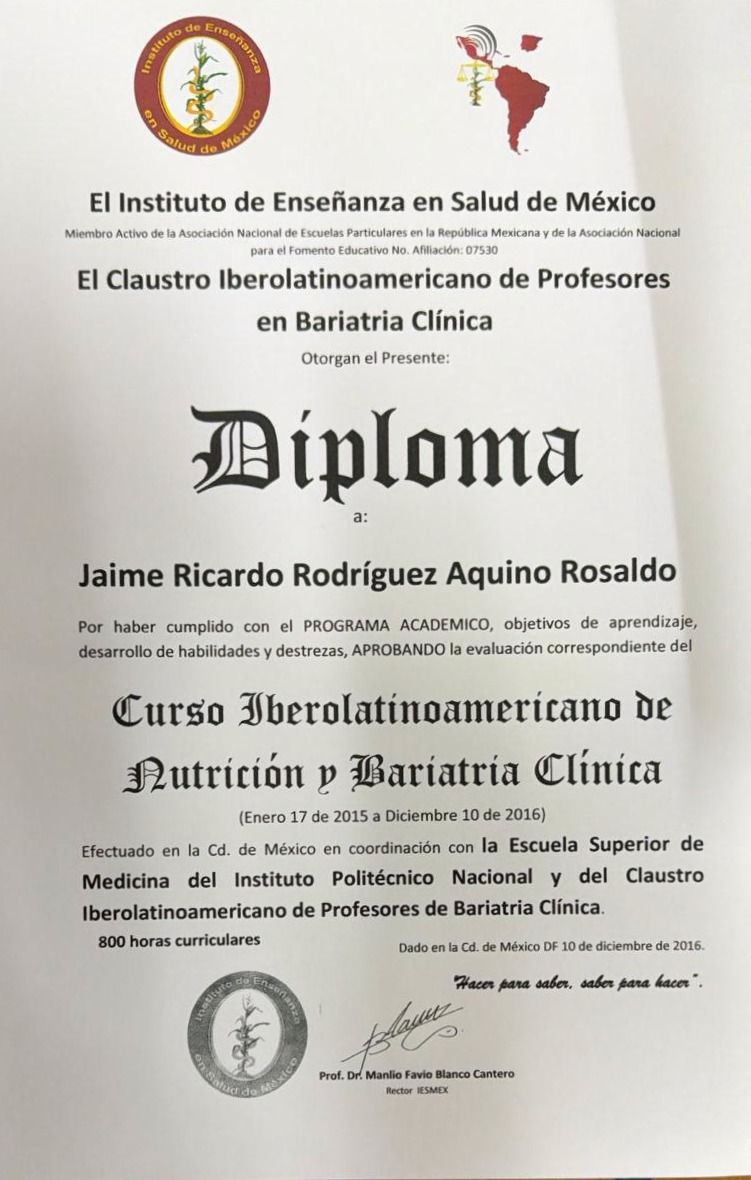 Instituto de Enseñanza
en Salud de México
El Instituto de Enseñanza en Salud de México
Miembro Activo de la Asociación Nacional de Escuelas Particulares en la República Mexicana y de la Asociación Nacional
para el Fomento Educativo No. Afiliación: 07530
El Claustro Iberolatinoamericano de Profesores
en Bariatria Clínica
Otorgan el Presente:
Diploma
a:
Jaime Ricardo Rodríguez Aquino Rosaldo
Por haber cumplido con el PROGRAMA ACADEMICO, objetivos de aprendizaje,
desarrollo de habilidades y destrezas, APROBANDO la evaluación correspondiente del
Curso Iberolatinoamericano de
Nutrición y Bariatria Clínica
(Enero 17 de 2015 a Diciembre 10 de 2016)
Efectuado en la Cd. de México en coordinación con la Escuela Superior de
Medicina del Instituto Politécnico Nacional y del Claustro
Iberolatinoamericano de Profesores de Bariatria Clínica.
800 horas curriculares
Dado en la Cd. de México DF 10 de diciembre de 2016.
"Hacer para saber, saber para hacer".
Instituto de Enseñanza
en Salud de México
Prof. Dr. Manlio Favio Blanco Cantero
Rector IESMEX